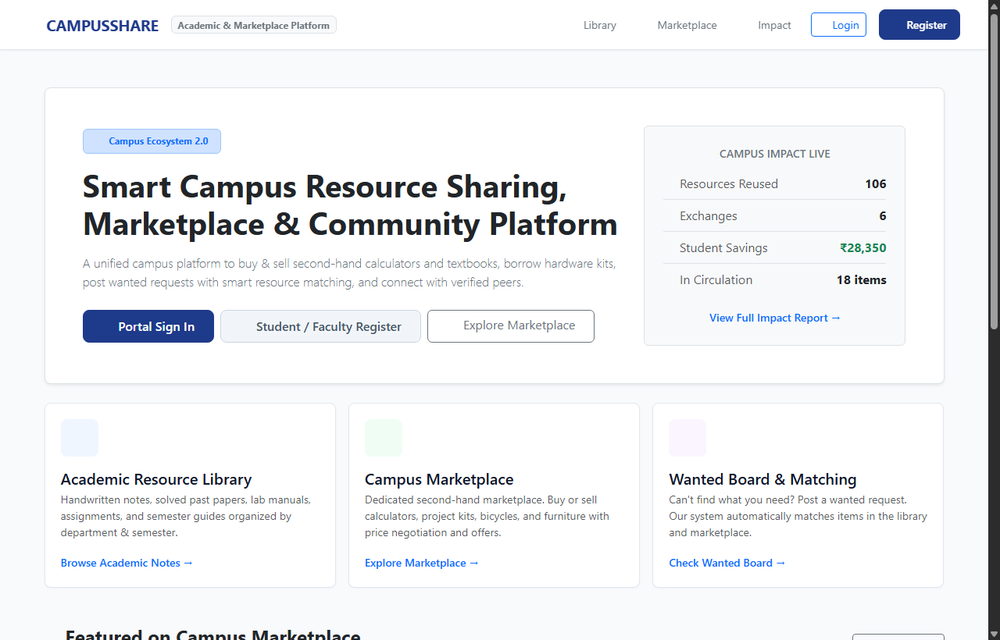 CAMPUSSHARE
Academic & Marketplace Platform
Library
Marketplace
Impact
Login
Register
Campus Ecosystem 2.0
Smart Campus Resource Sharing,
Marketplace & Community Platform
A unified campus platform to buy & sell second-hand calculators and textbooks, borrow hardware kits,
post wanted requests with smart resource matching, and connect with verified peers.
Portal Sign In
Student / Faculty Register
Explore Marketplace
CAMPUS IMPACT LIVE
Resources Reused 106
Exchanges 6
Student Savings ₹28,350
In Circulation 18 items
View Full Impact Report →
Academic Resource Library
Handwritten notes, solved past papers, lab manuals,
assignments, and semester guides organized by
department & semester.
Browse Academic Notes →
Campus Marketplace
Dedicated second-hand marketplace. Buy or sell
calculators, project kits, bicycles, and furniture with
price negotiation and offers.
Explore Marketplace →
Wanted Board & Matching
Can't find what you need? Post a wanted request.
Our system automatically matches items in the library
and marketplace.
Check Wanted Board →
Featured on Campus Marketplace